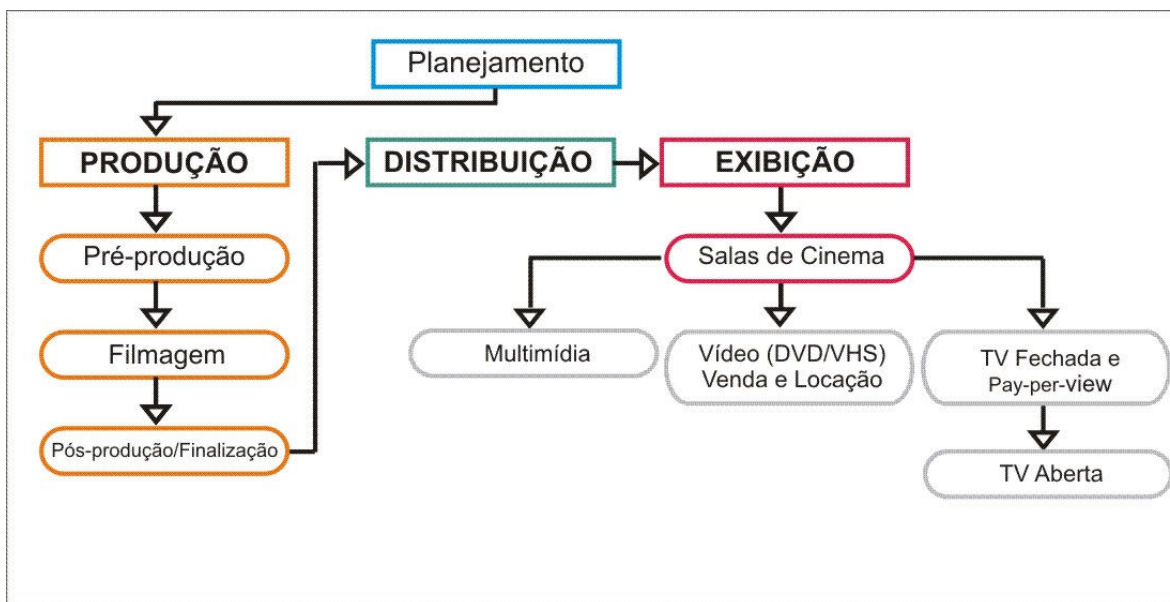 Planejamento
PRODUÇÃO
DISTRIBUIÇÃO
EXIBIÇÃO
Pré-produção
Filmagem
Pós-produção/Finalização
Salas de Cinema
Multimídia
Vídeo (DVD/VHS)
Venda e Locação
TV Fechada e
Pay-per-view
TV Aberta